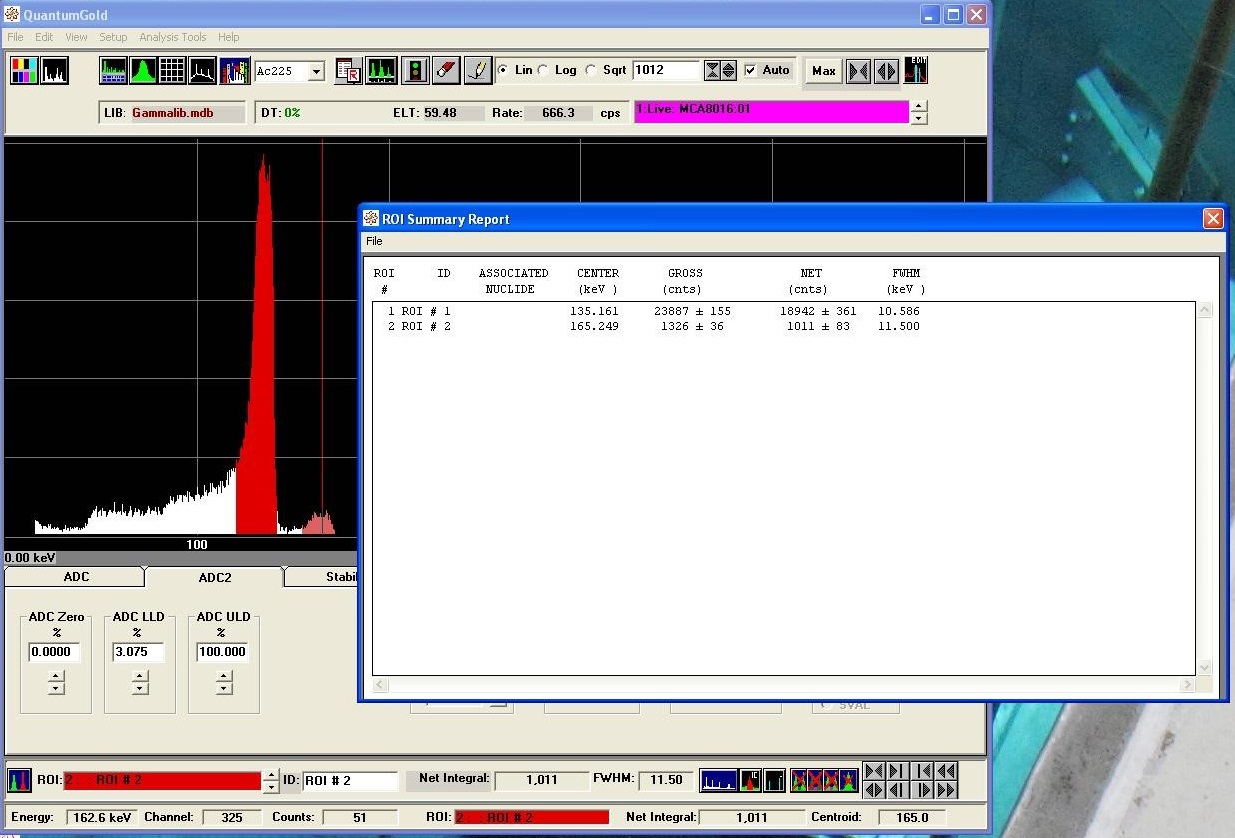 QuantumGold
File Edit View Setup Analysis Tools Help
Ac225 Lin Log Sqrt 1012 Auto Max EDIT
LIB: Gammalib.mdb DT: 0% ELT: 59.48 Rate: 666.3 cps 1:Live: MCA8016:01
ROI Summary Report
File
ROI ID ASSOCIATED CENTER GROSS NET FWHM
# NUCLIDE (keV ) (cnts) (cnts) (keV )
1 ROI # 1 135.161 23887 ± 155 18942 ± 361 10.586
2 ROI # 2 165.249 1326 ± 36 1011 ± 83 11.500
100
0.00 keV
ADC ADC2 Stabi
ADC Zero ADC LLD ADC ULD
% % %
0.0000 3.075 100.000
SVAL
ROI: 2 : ROI # 2 ID: ROI # 2 Net Integral: 1,011 FWHM: 11.50
Energy: 162.6 keV Channel: 325 Counts: 51 ROI: 2 : ROI # 2 Net Integral: 1,011 Centroid: 165.0